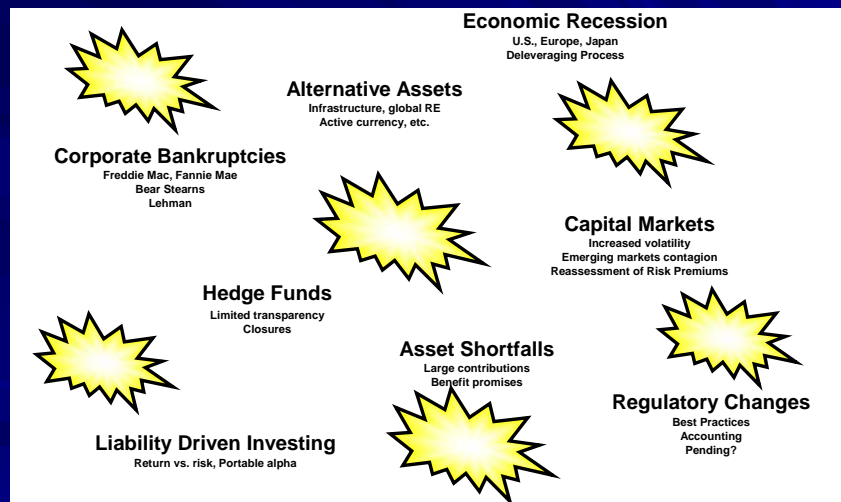 Economic Recession
U.S., Europe, Japan
Deleveraging Process
Alternative Assets
Infrastructure, global RE
Active currency, etc.
Corporate Bankruptcies
Freddie Mac, Fannie Mae
Bear Stearns
Lehman
Capital Markets
Increased volatility
Emerging markets contagion
Reassessment of Risk Premiums
Hedge Funds
Limited transparency
Closures
Asset Shortfalls
Large contributions
Benefit promises
Regulatory Changes
Best Practices
Accounting
Pending?
Liability Driven Investing
Return vs. risk, Portable alpha